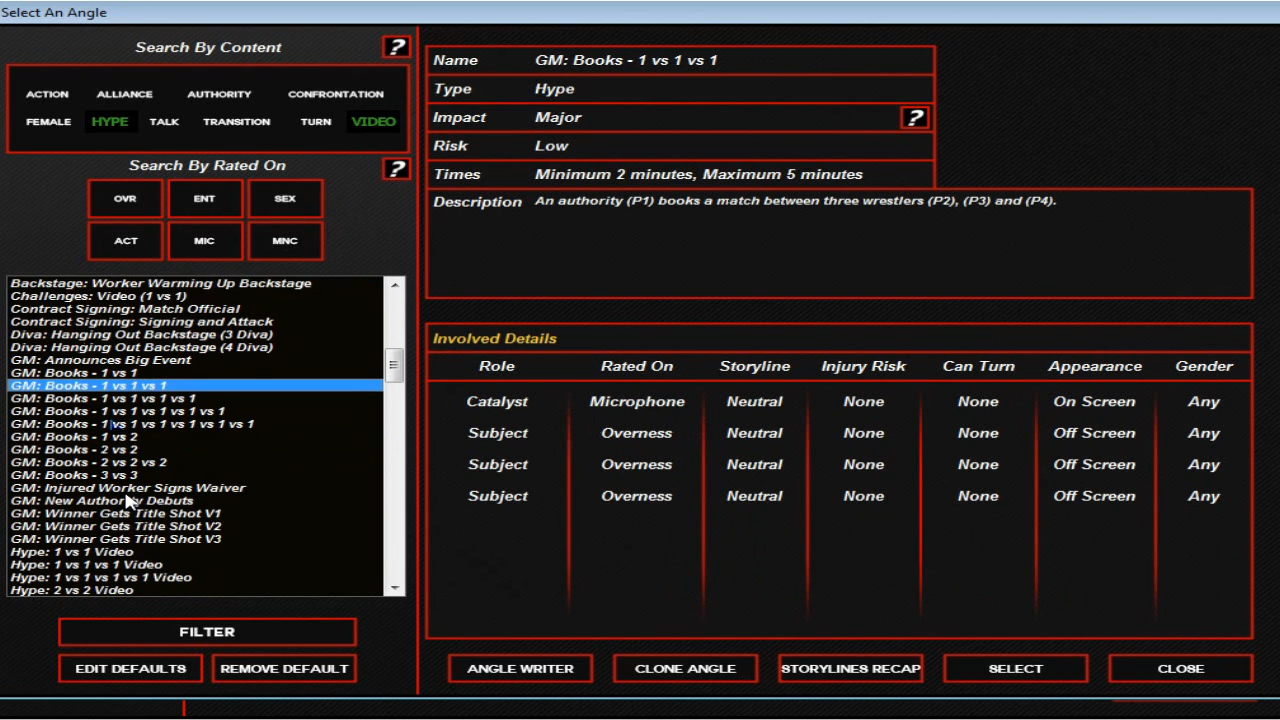 Select An Angle
Search By Content
?
ACTION ALLIANCE AUTHORITY CONFRONTATION
FEMALE HYPE TALK TRANSITION TURN VIDEO
Search By Rated On
?
OVR ENT SEX
ACT MIC MNC
Backstage: Worker Warming Up Backstage
Challenges: Video (1 vs 1)
Contract Signing: Match Official
Contract Signing: Signing and Attack
Diva: Hanging Out Backstage (3 Diva)
Diva: Hanging Out Backstage (4 Diva)
GM: Announces Big Event
GM: Books - 1 vs 1
GM: Books - 1 vs 1 vs 1
GM: Books - 1 vs 1 vs 1 vs 1
GM: Books - 1 vs 1 vs 1 vs 1 vs 1
GM: Books - 1 vs 1 vs 1 vs 1 vs 1 vs 1
GM: Books - 1 vs 2
GM: Books - 2 vs 2
GM: Books - 2 vs 2 vs 2
GM: Books - 3 vs 3
GM: Injured Worker Signs Waiver
GM: New Authority Debuts
GM: Winner Gets Title Shot V1
GM: Winner Gets Title Shot V2
GM: Winner Gets Title Shot V3
Hype: 1 vs 1 Video
Hype: 1 vs 1 vs 1 Video
Hype: 1 vs 1 vs 1 vs 1 Video
Hype: 2 vs 2 Video
FILTER
EDIT DEFAULTS REMOVE DEFAULT
Name GM: Books - 1 vs 1 vs 1
Type Hype
Impact Major ?
Risk Low
Times Minimum 2 minutes, Maximum 5 minutes
Description An authority (P1) books a match between three wrestlers (P2), (P3) and (P4).
Involved Details
Role Rated On Storyline Injury Risk Can Turn Appearance Gender
Catalyst Microphone Neutral None None On Screen Any
Subject Overness Neutral None None Off Screen Any
Subject Overness Neutral None None Off Screen Any
Subject Overness Neutral None None Off Screen Any
ANGLE WRITER CLONE ANGLE STORYLINES RECAP SELECT CLOSE